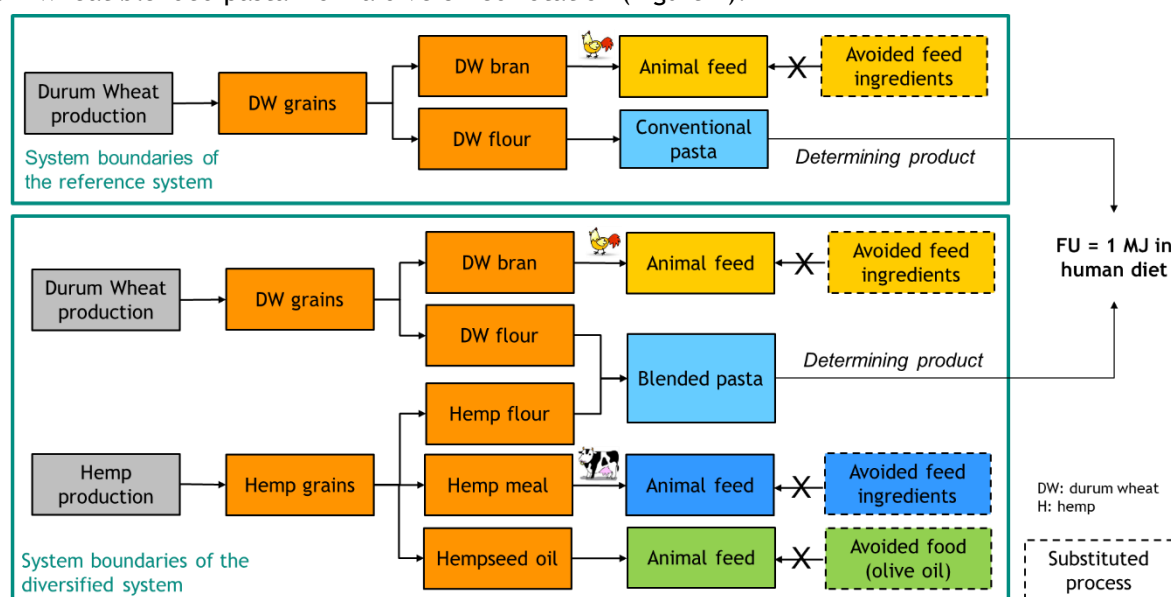 DW bran
Animal feed
Avoided feed
ingredients
Durum Wheat
production
DW grains
DW flour
Conventional
pasta
Determining product
System boundaries of
the reference system
FU = 1 MJ in
human diet
DW bran
Animal feed
Avoided feed
ingredients
Durum Wheat
production
DW grains
DW flour
Blended pasta
Determining product
Hemp flour
Hemp
production
Hemp grains
Hemp meal
Animal feed
Avoided feed
ingredients
DW: durum wheat
H: hemp
System boundaries of the
diversified system
Hempseed oil
Animal feed
Avoided food
(olive oil)
Substituted
process